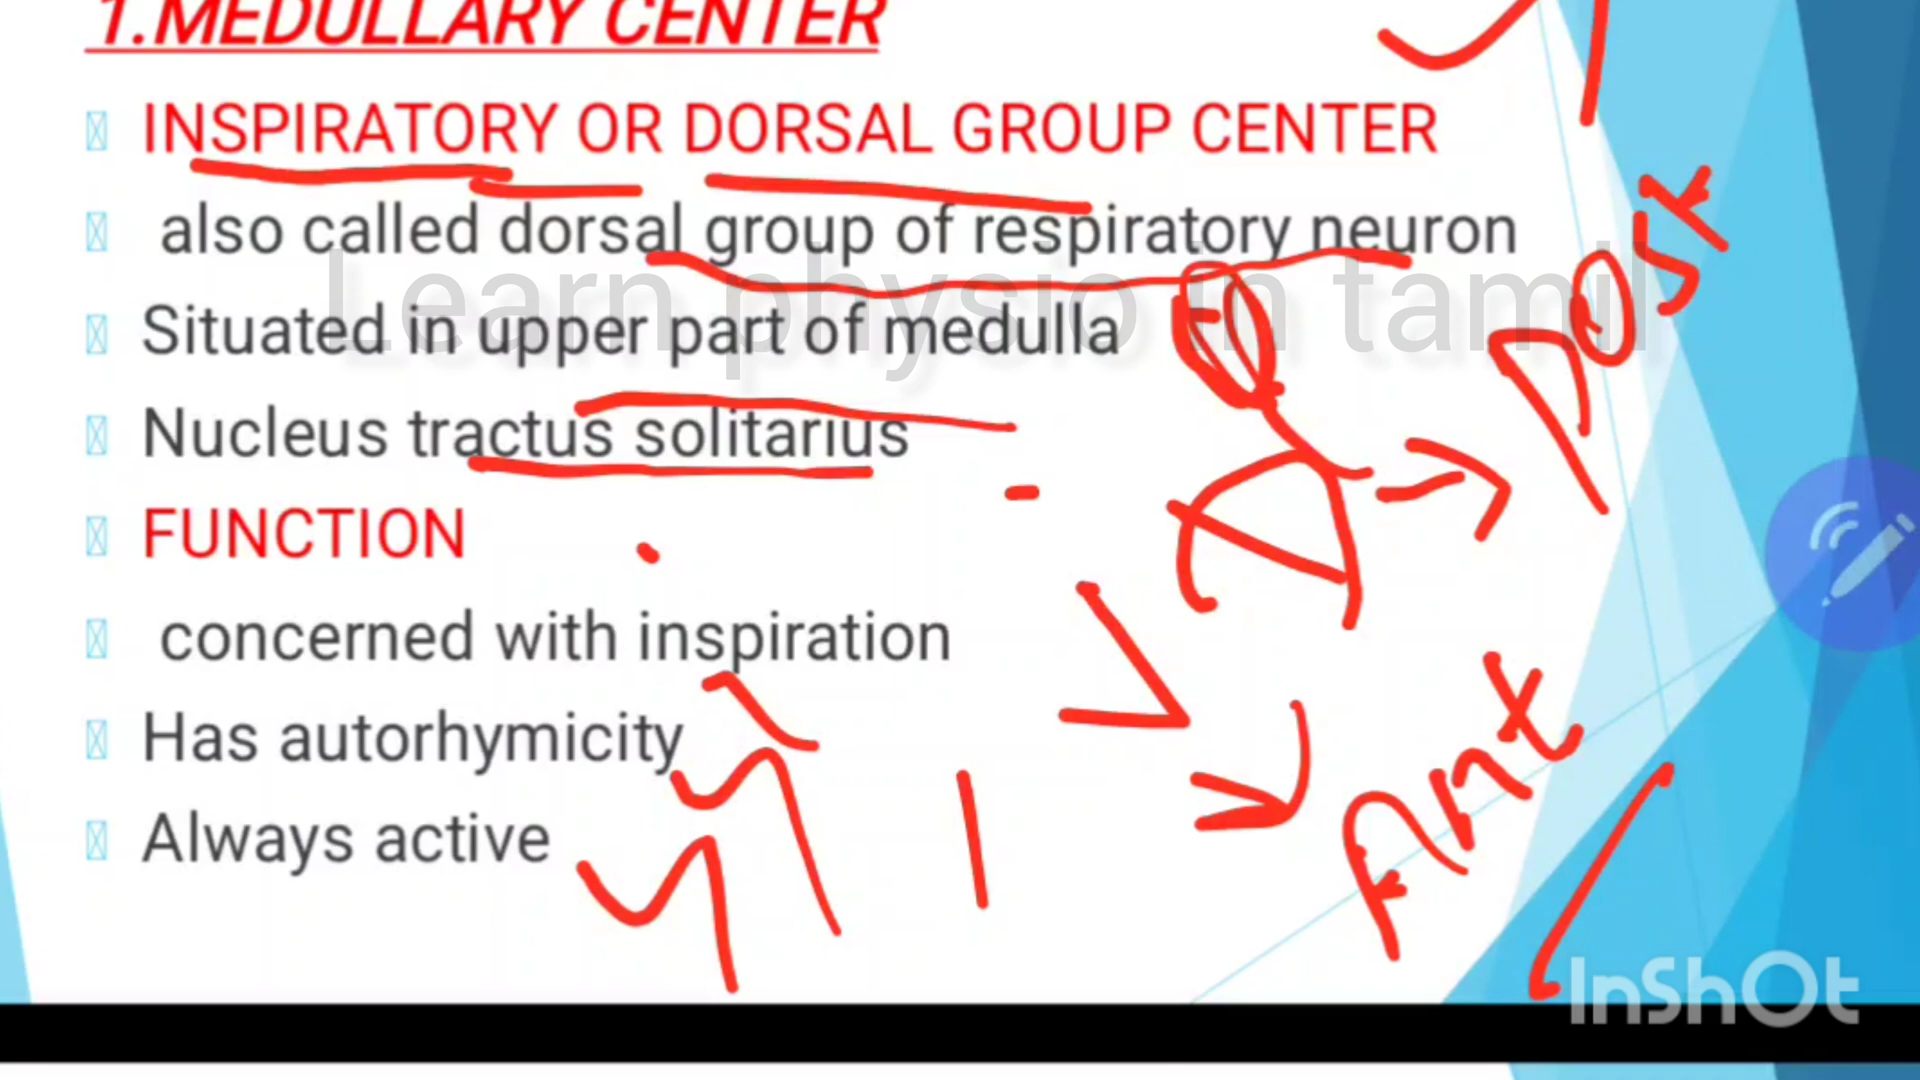 1.MEDULLARY CENTER
INSPIRATORY OR DORSAL GROUP CENTER
also called dorsal group of respiratory neuron
Learn physio in tamil
Situated in upper part of medulla
Nucleus tractus solitarius
FUNCTION
concerned with inspiration
Has autorhymicity
Always active
post
Ant
InShOt